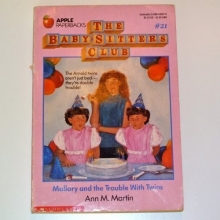 APPLE
PAPERBACKS
THE
BABY-SITTERS
CLUB
#21
The Arnold twins
aren't just bad—
they're double
trouble!
Mallory and the Trouble With Twins
Ann M. Martin